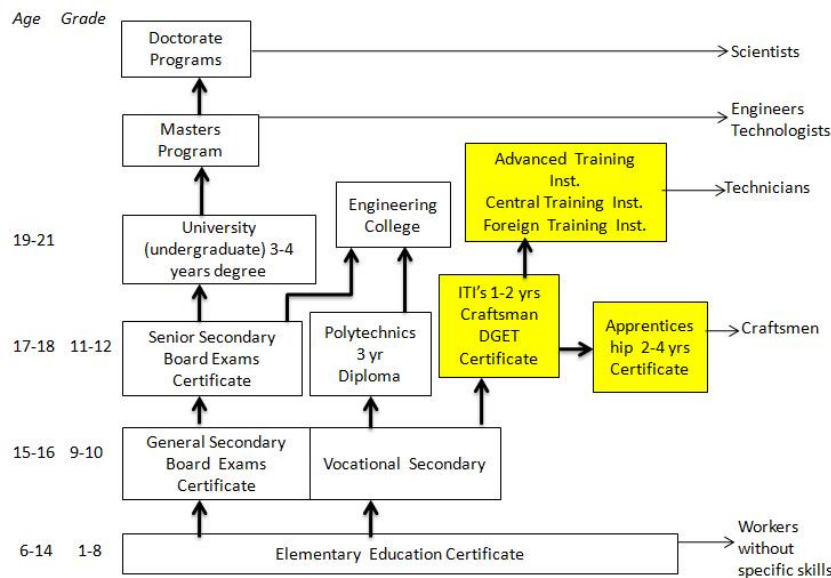 Age Grade
Doctorate
Programs
Scientists
Masters
Program
Engineers
Technologists
Advanced Training
Inst.
Central Training Inst.
Foreign Training Inst.
Technicians
Engineering
College
19-21
University
(undergraduate) 3-4
years degree
17-18 11-12
Senior Secondary
Board Exams
Certificate
Polytechnics
3 yr
Diploma
ITI's 1-2 yrs
Craftsman
DGET
Certificate
Apprentices
hip 2-4 yrs
Certificate
Craftsmen
15-16 9-10
General Secondary
Board Exams
Certificate
Vocational Secondary
6-14 1-8
Elementary Education Certificate
Workers
without
specific skills